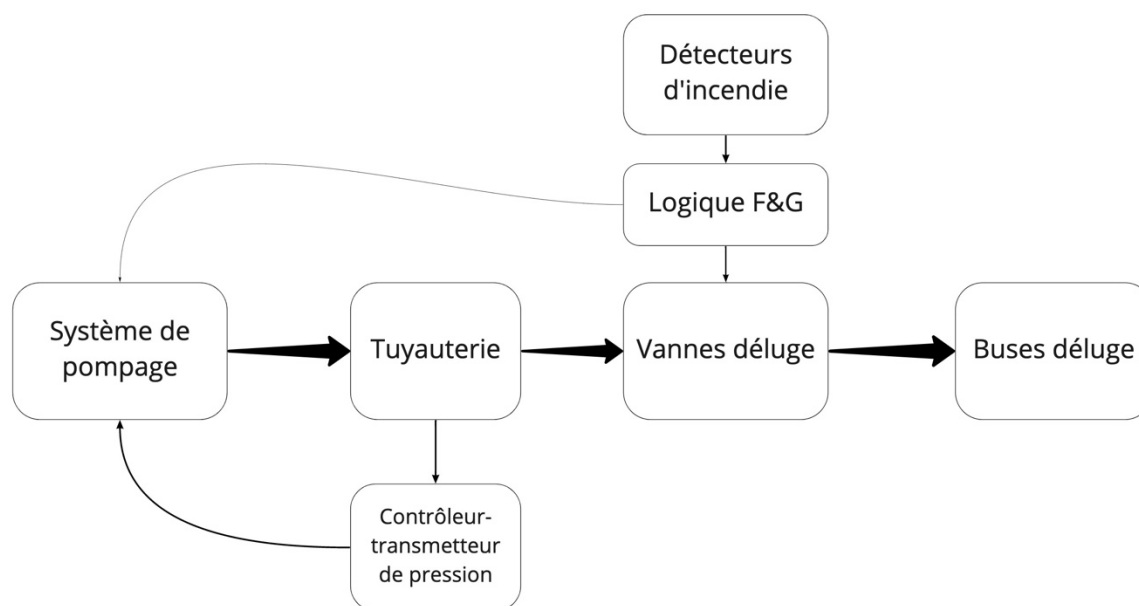 Détecteurs
d'incendie
Logique F&G
Système de
pompage
Tuyauterie
Vannes déluge
Buses déluge
Contrôleur-
transmetteur
de pression